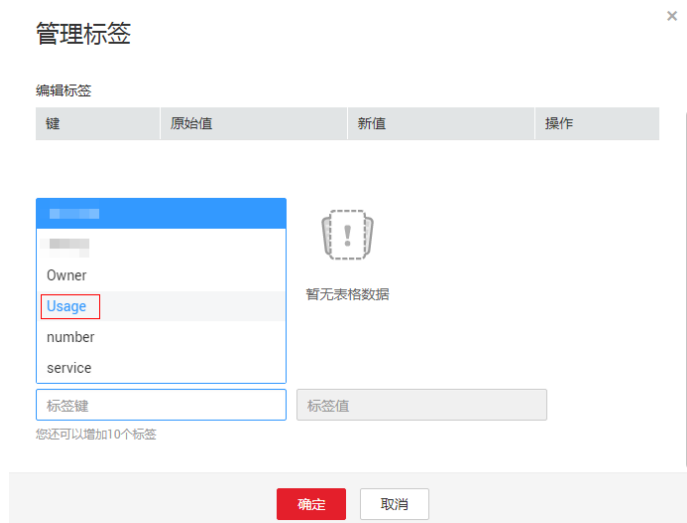 管理标签
编辑标签
键 原始值 新值 操作
Owner
Usage
number
service
暂无表格数据
标签键 标签值
您还可以增加10个标签
确定 取消